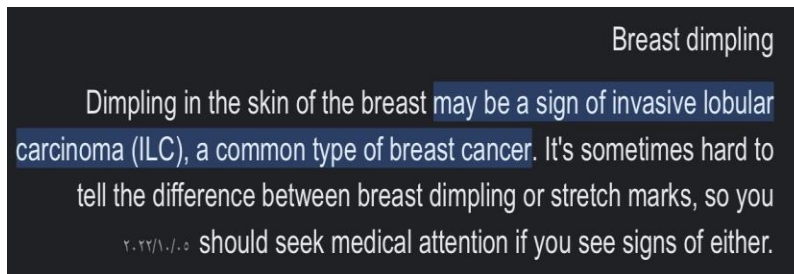 Breast dimpling
Dimpling in the skin of the breast may be a sign of invasive lobular
carcinoma (ILC), a common type of breast cancer. It's sometimes hard to
tell the difference between breast dimpling or stretch marks, so you
should seek medical attention if you see signs of either. ٢٠٢٢/١٠/٠٥